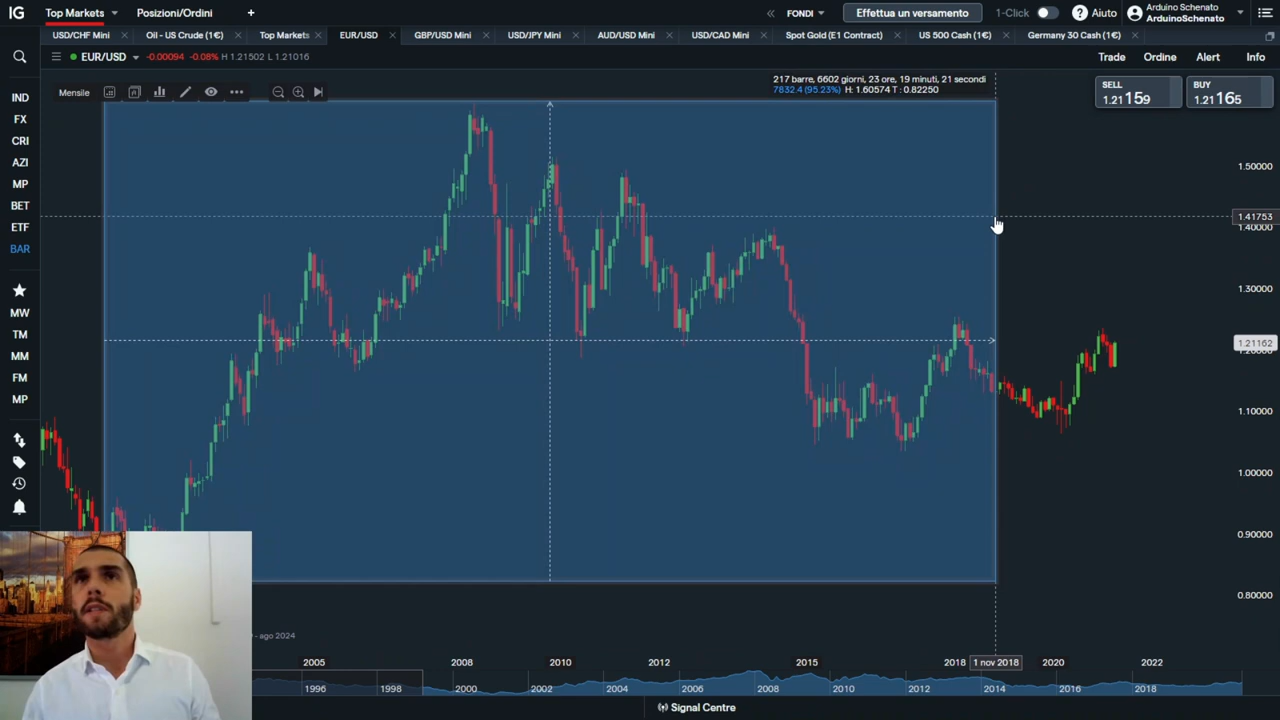 IG Top Markets Posizioni/Ordini + « FONDI Effettua un versamento 1-Click Aiuto Arduino Schenato
ArduinoSchenato
USD/CHF Mini Oil - US Crude (1€) Top Markets EUR/USD GBP/USD Mini USD/JPY Mini AUD/USD Mini USD/CAD Mini Spot Gold (E1 Contract) US 500 Cash (1€) Germany 30 Cash (1€)
EUR/USD -0.00094 -0.08% H 1.21502 L 1.21016 Trade Ordine Alert Info
217 barre, 6602 giorni, 23 ore, 19 minuti, 21 secondi
7832.4 (95.23%) H: 1.60574 T : 0.82250
Mensile
SELL BUY
1.21 159 1.21 165
IND
FX
CRI
AZI
MP
BET
ETF
BAR
MW
TM
MM
FM
MP
1.50000
1.41753
1.40000
1.30000
1.21162
1.20000
1.10000
1.00000
0.90000
0.80000
- ago 2024
2005 2008 2010 2012 2015 2018 1 nov 2018 2020 2022
1996 1998 2000 2002 2004 2006 2008 2010 2012 2014 2016 2018
Signal Centre